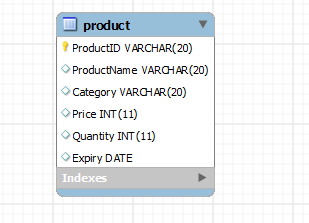 product
ProductID VARCHAR(20)
ProductName VARCHAR(20)
Category VARCHAR(20)
Price INT(11)
Quantity INT(11)
Expiry DATE
Indexes